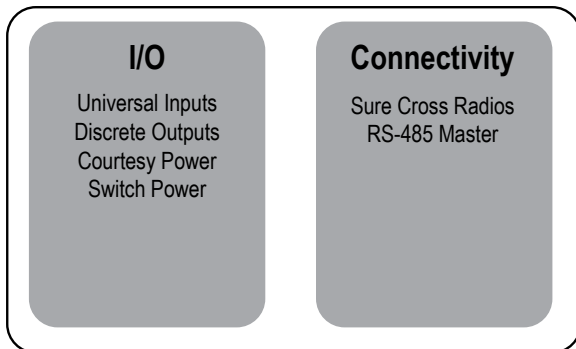 I/O
Universal Inputs
Discrete Outputs
Courtesy Power
Switch Power
Connectivity
Sure Cross Radios
RS-485 Master